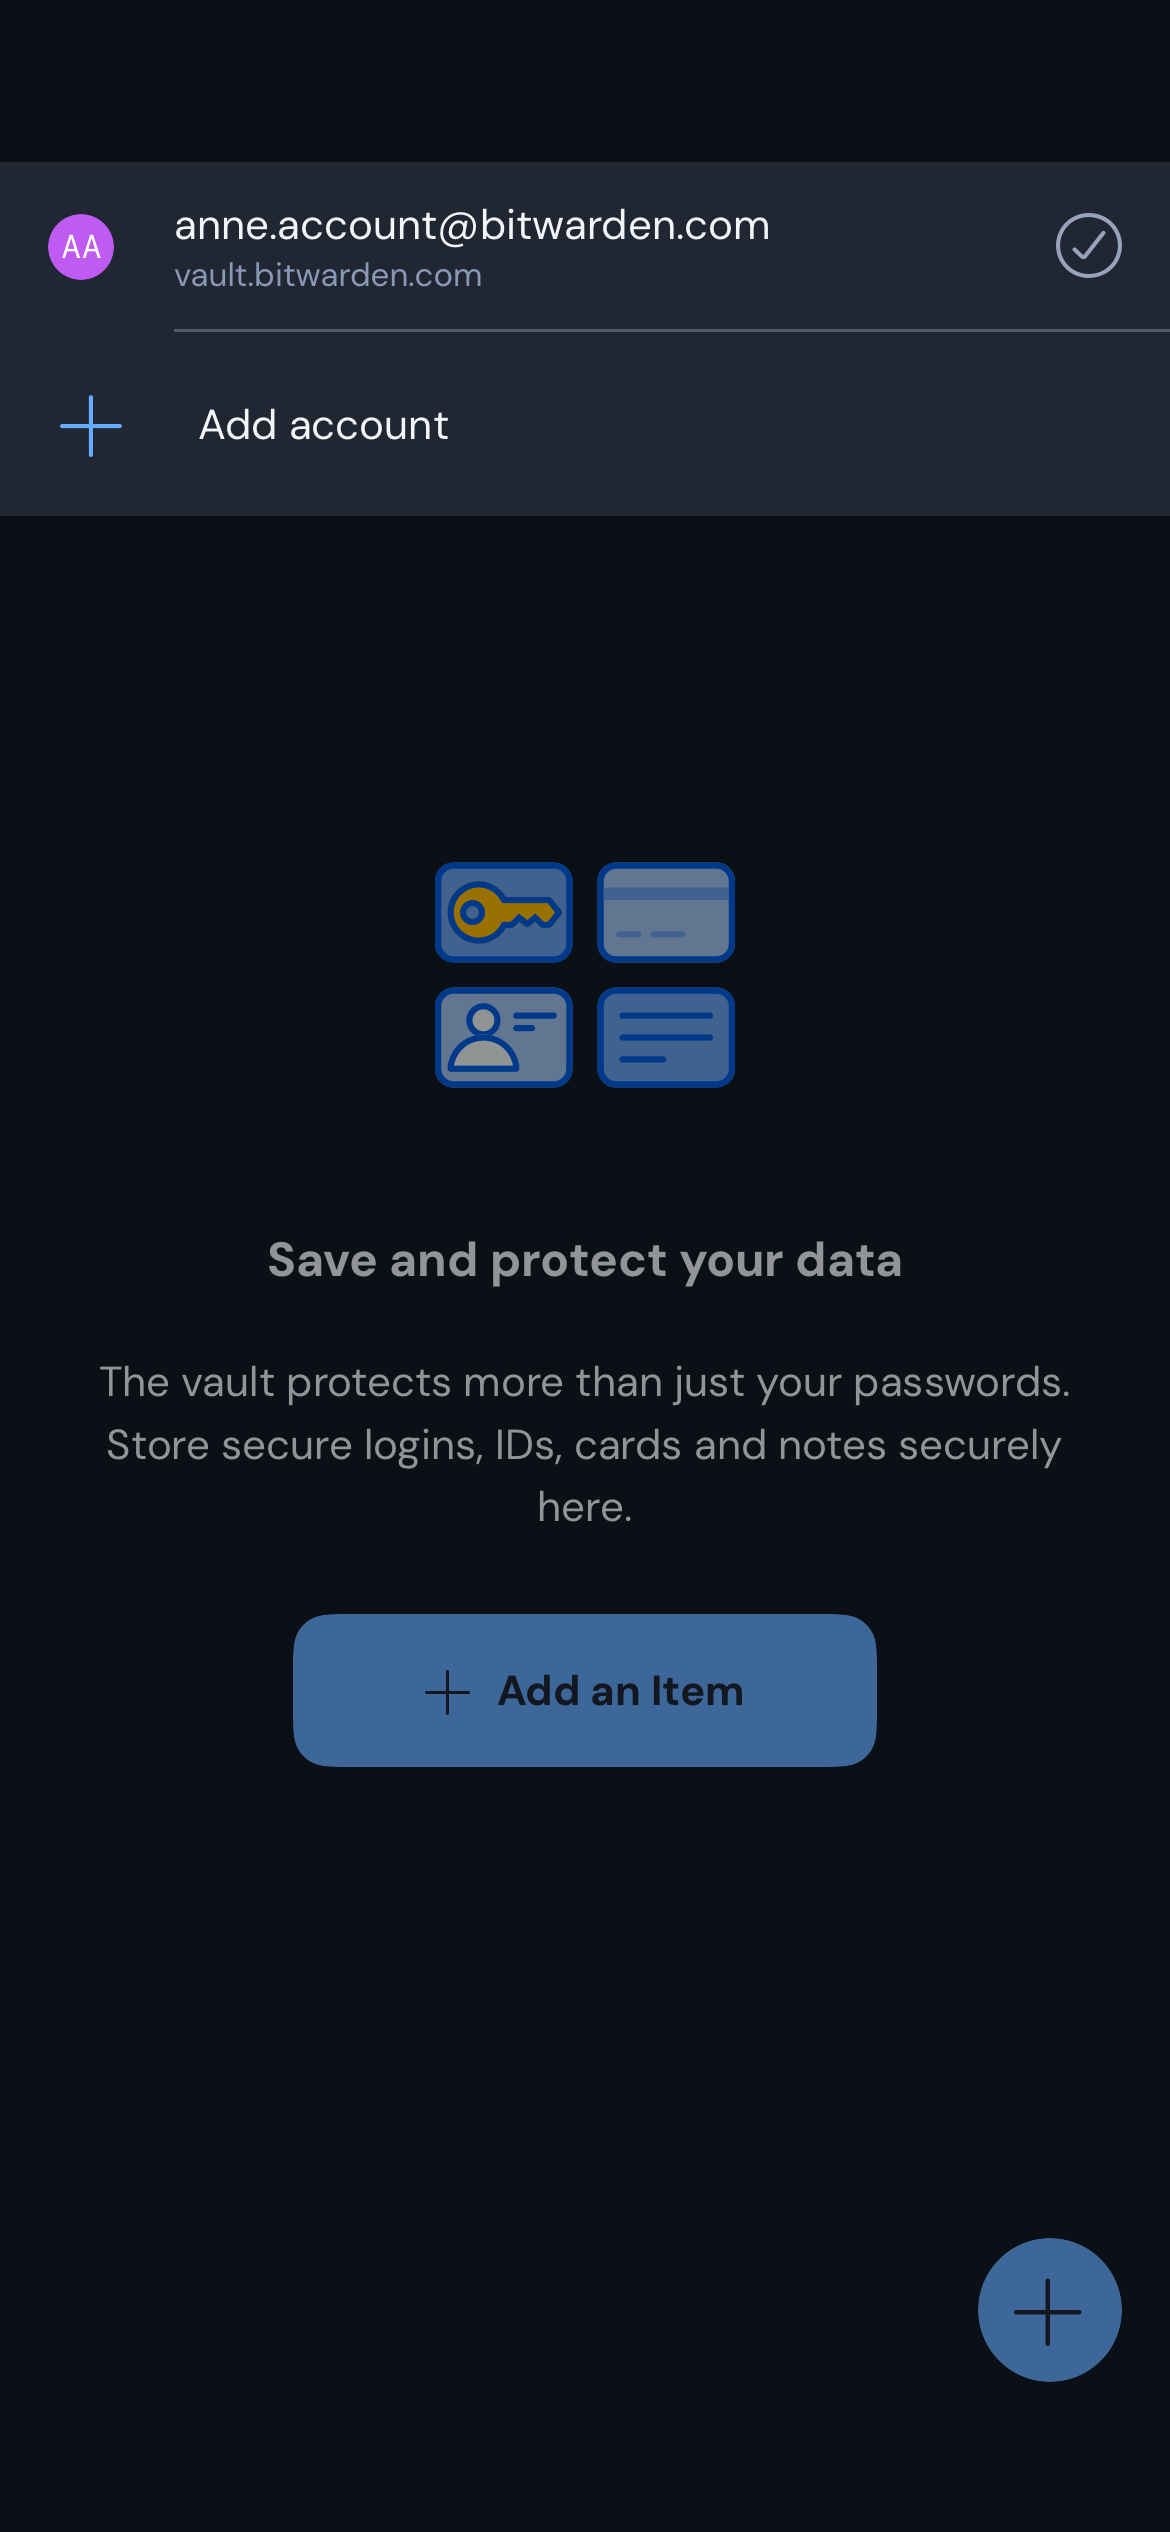 AA
anne.account@bitwarden.com
vault.bitwarden.com
Add account
Save and protect your data
The vault protects more than just your passwords.
Store secure logins, IDs, cards and notes securely
here.
Add an Item